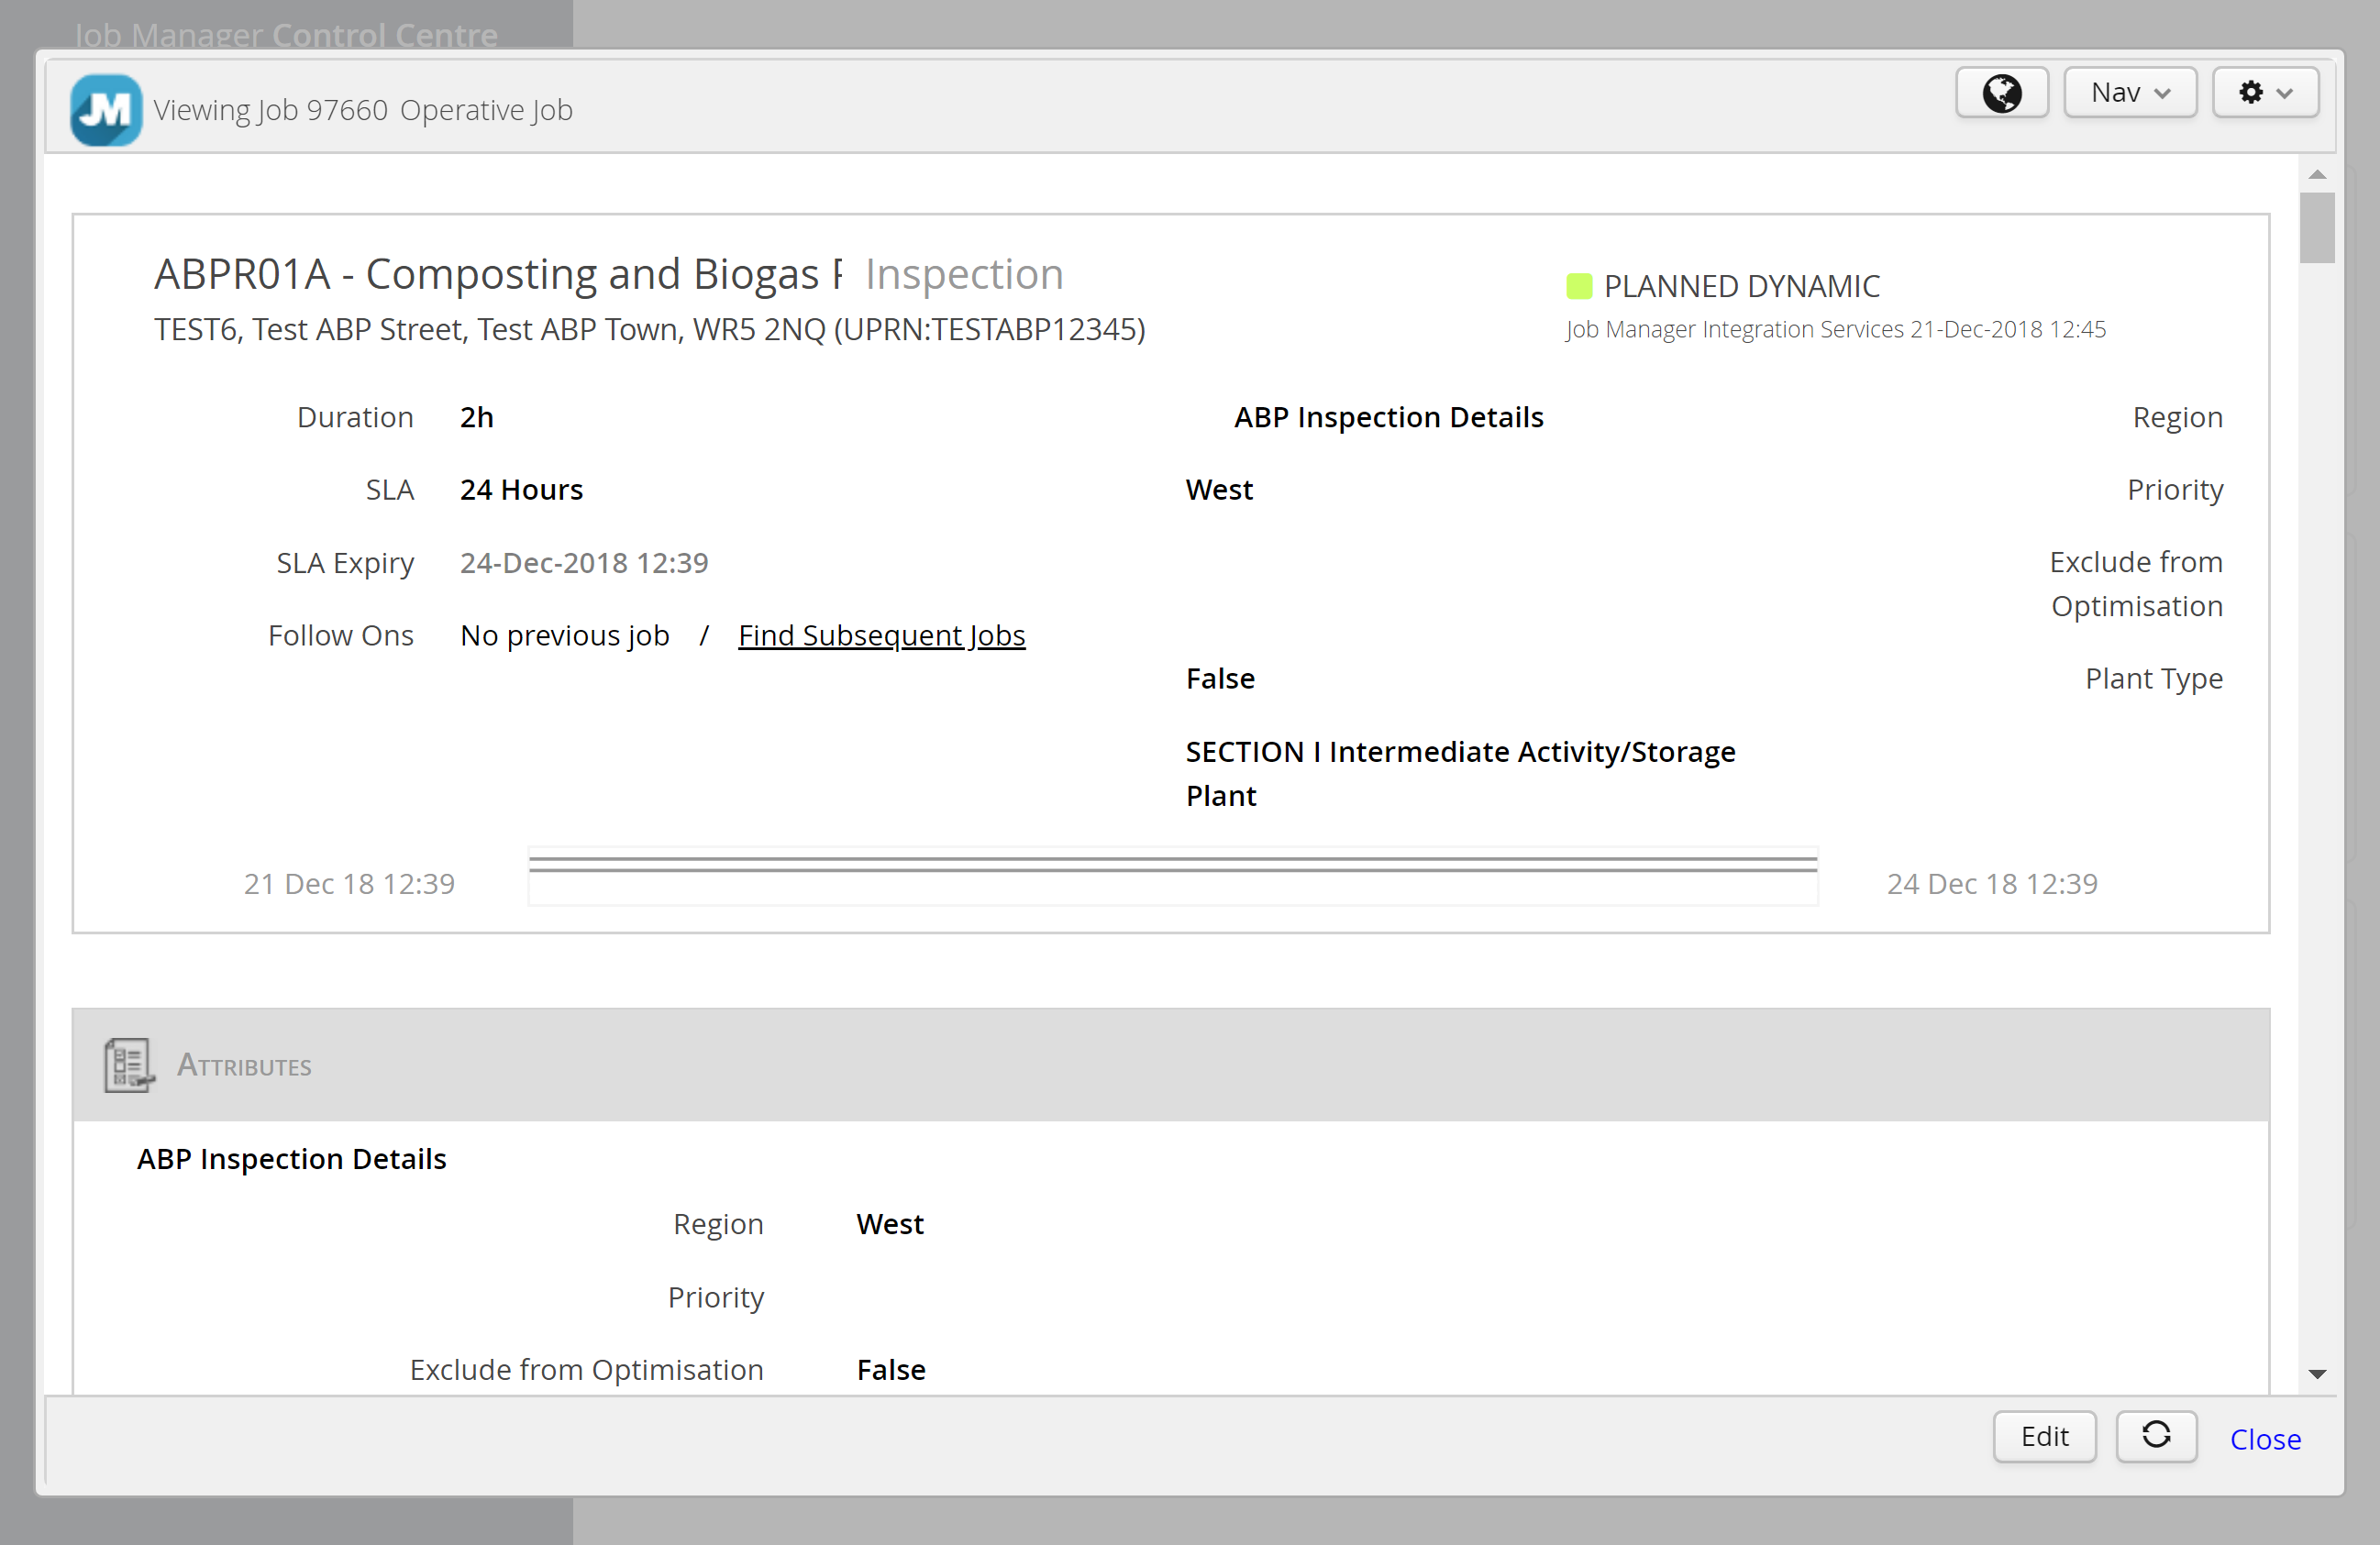 Job Manager Control Centre
JM Viewing Job 97660 Operative Job
Nav
ABPR01A - Composting and Biogas Inspection
TEST6, Test ABP Street, Test ABP Town, WR5 2NQ (UPRN:TESTABP12345)
PLANNED DYNAMIC
Job Manager Integration Services 21-Dec-2018 12:45
Duration 2h
SLA 24 Hours
SLA Expiry 24-Dec-2018 12:39
Follow Ons No previous job / Find Subsequent Jobs
ABP Inspection Details Region
West Priority
Exclude from
Optimisation
False Plant Type
SECTION I Intermediate Activity/Storage
Plant
21 Dec 18 12:39
24 Dec 18 12:39
ATTRIBUTES
ABP Inspection Details
Region West
Priority
Exclude from Optimisation False
Edit
Close